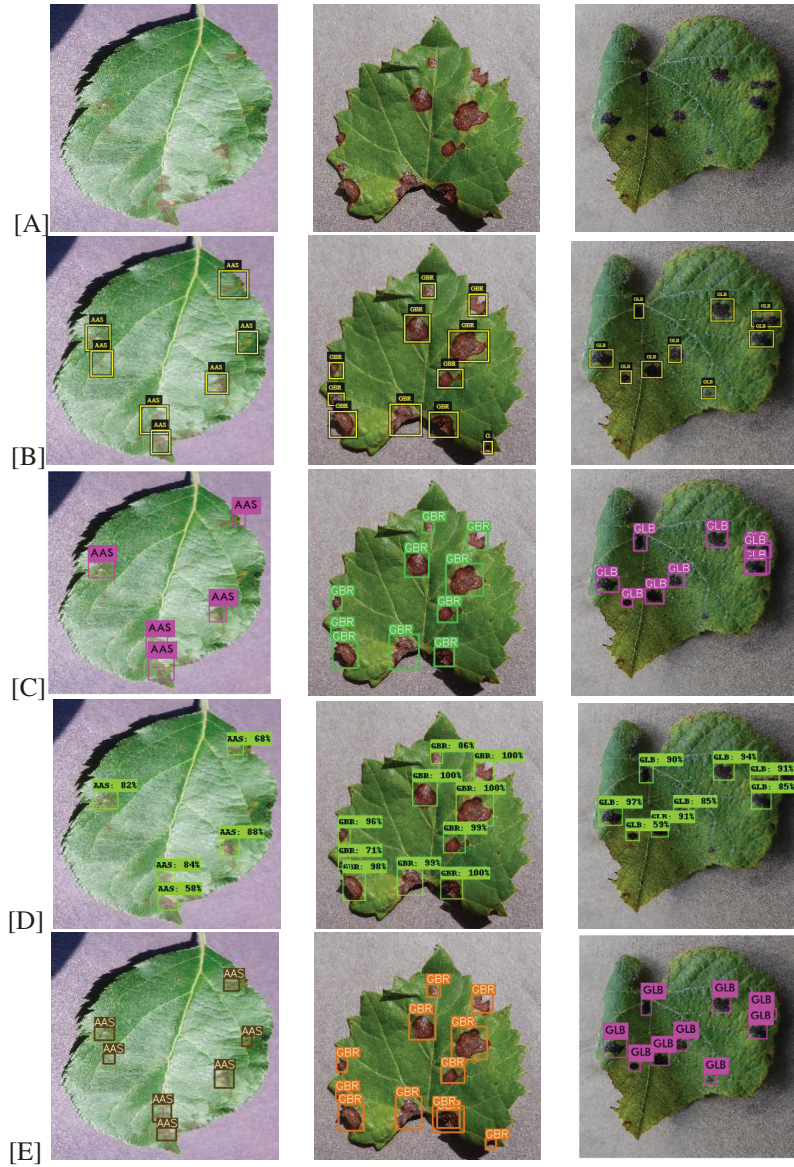 [A]
[B]
AAS
AAS
AAS
AAS
AAS
AAS
AAS
GBR
GBR
GBR
GBR
GBR
GBR
GBR
GBR
GBR
GBR
G
GLB
GLB
GLB
GLB
GLB
GLB
GLB
GLB
GLB
[C]
AAS
AAS
AAS
AAS
AAS
GBR
GBR
GBR
GBR
GBR
GBR
GBR
GBR
GBR
GBR
GLB
GLB
GLB
GLB
GLB
GLB
GLB
GLB
[D]
AAS: 68%
AAS: 82%
AAS: 88%
AAS: 84%
AAS: 58%
GBR: 86%
GBR: 100%
GBR: 100%
GBR: 100%
GBR: 96%
GBR: 99%
GBR: 71%
GBR: 98%
GBR: 99%
GBR: 100%
GLB: 90%
GLB: 94%
GLB: 91%
GLB: 85%
GLB: 97%
GLB: 85%
GLB: 91%
GLB: 59%
[E]
AAS
AAS
AAS
AAS
AAS
AAS
AAS
GBR
GBR
GBR
GBR
GBR
GBR
GBR
GBR
GBR
GBR
GBR
GLB
GLB
GLB
GLB
GLB
GLB
GLB
GLB
GLB